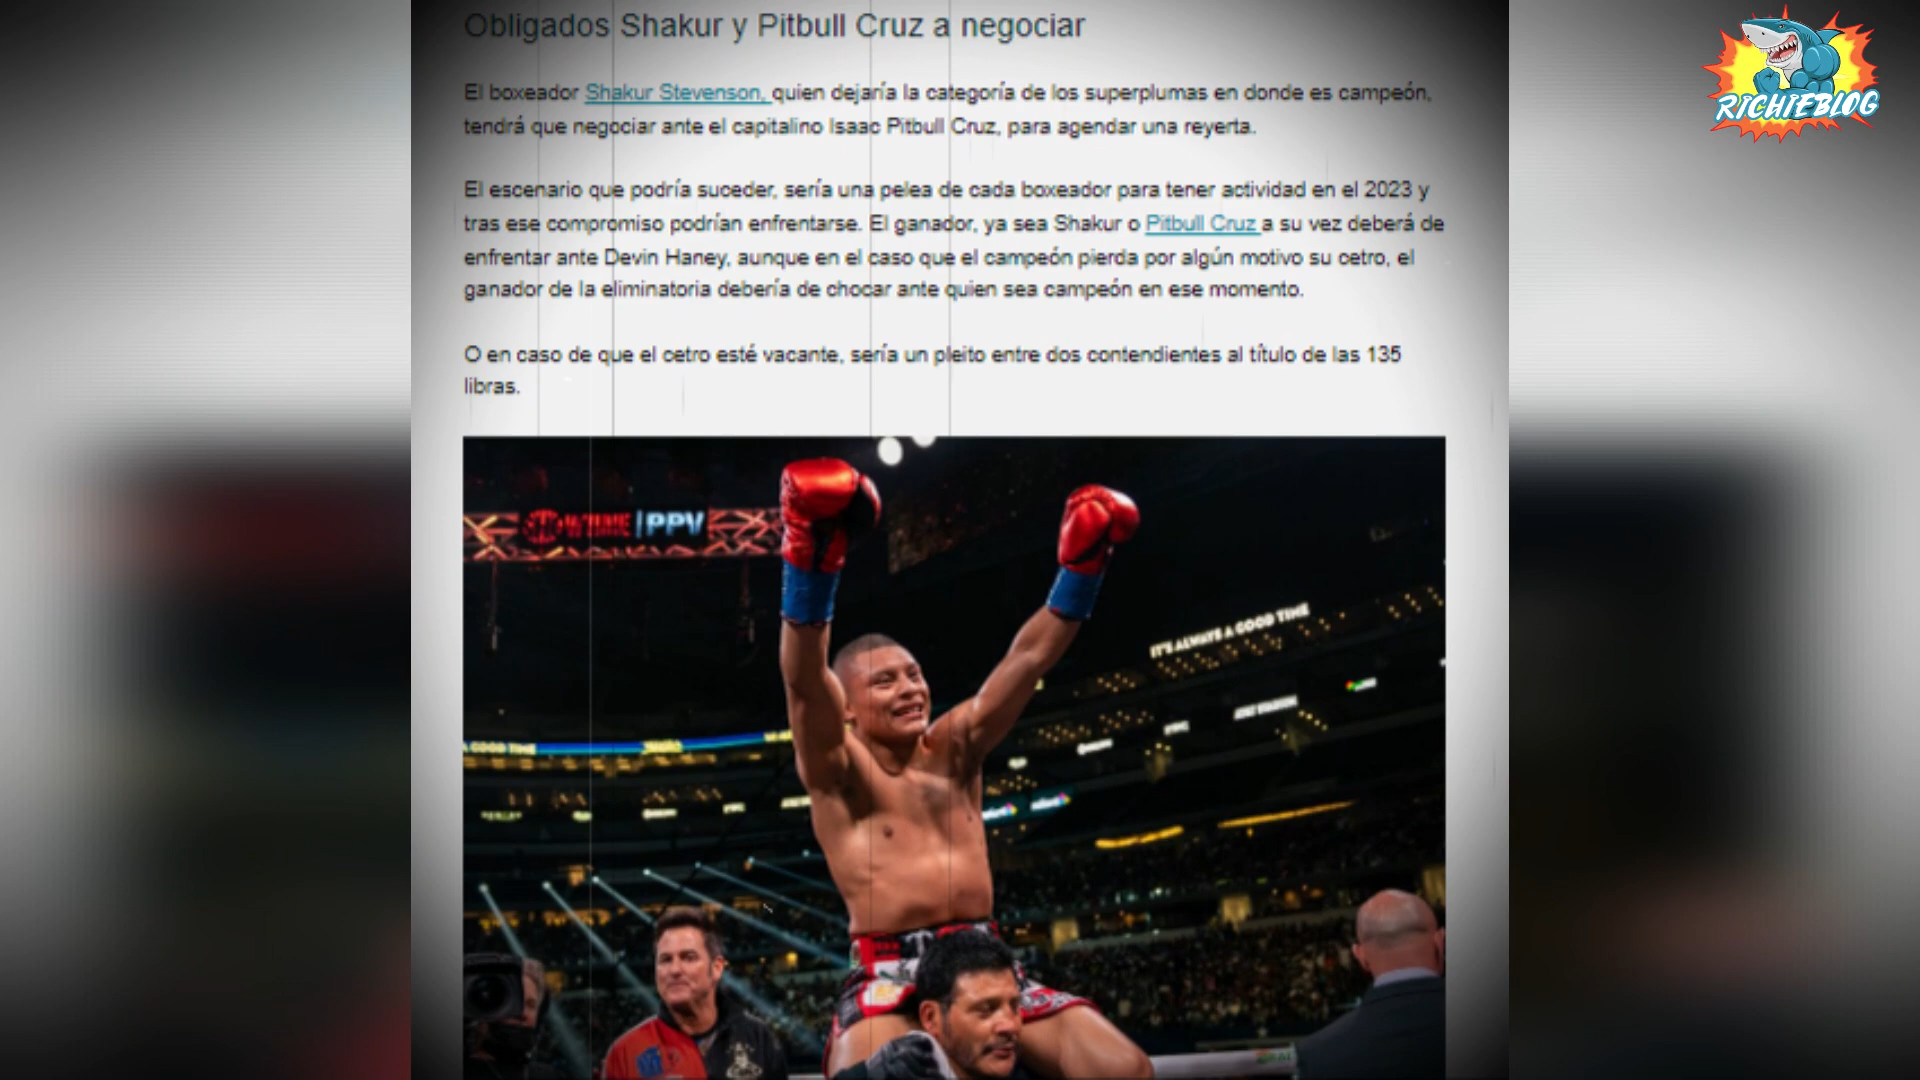 Obligados Shakur y Pitbull Cruz a negociar
RICHIEBLOG
El boxeador Shakur Stevenson, quien dejaría la categoría de los superplumas en donde es campeón,
tendrá que negociar ante el capitalino Isaac Pitbull Cruz, para agendar una reyerta.
El escenario que podría suceder, sería una pelea de cada boxeador para tener actividad en el 2023 y
tras ese compromiso podrían enfrentarse. El ganador, ya sea Shakur o Pitbull Cruz a su vez deberá de
enfrentar ante Devin Haney, aunque en el caso que el campeón pierda por algún motivo su cetro, el
ganador de la eliminatoria debería de chocar ante quien sea campeón en ese momento.
O en caso de que el cetro esté vacante, sería un pleito entre dos contendientes al título de las 135
libras.
SHOWTIME | PPV
IT'S ALWAYS A GOOD TIME
A GOOD TIME